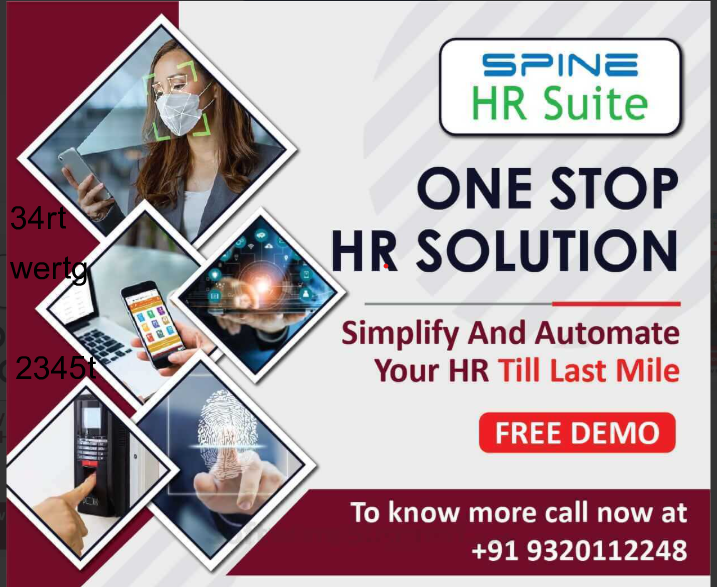 SPINE
HR Suite
ONE STOP
HR SOLUTION
Simplify And Automate
Your HR Till Last Mile
FREE DEMO
To know more call now at
+91 9320112248
34rt
wertg
2345t